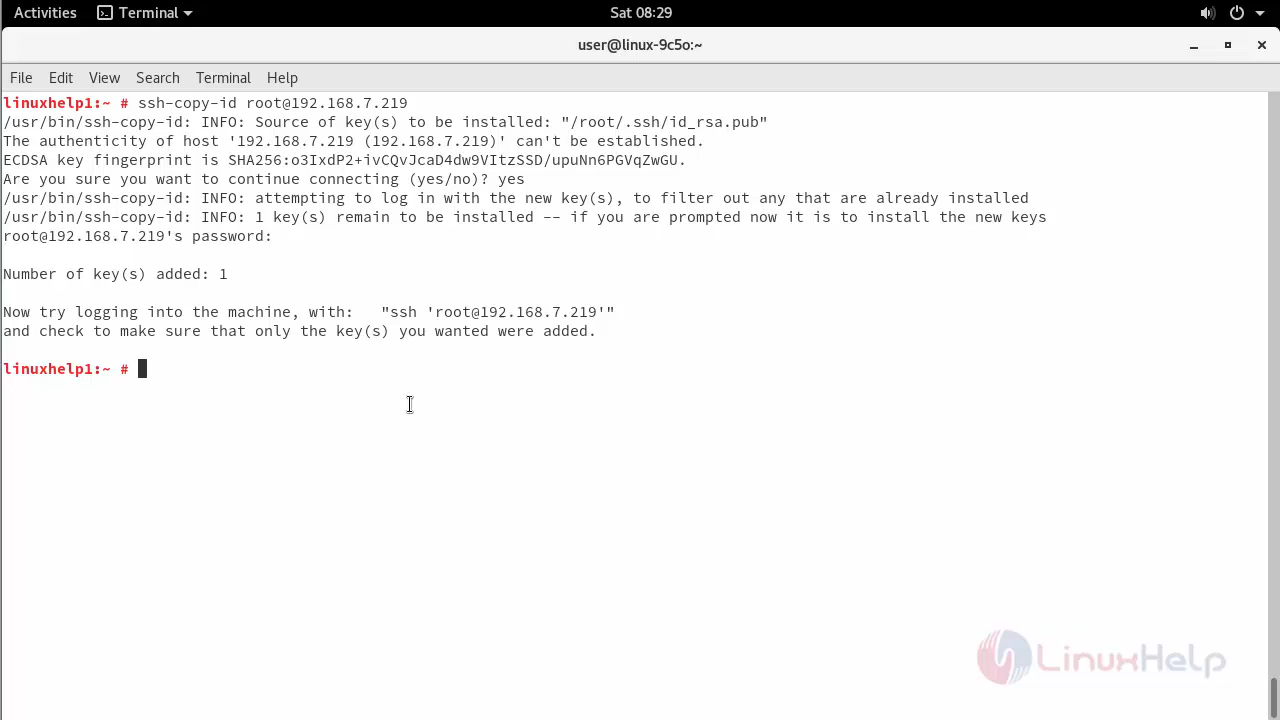 Activities Terminal Sat 08:29
user@linux-9c5o:~
File Edit View Search Terminal Help
linuxhelp1:~ # ssh-copy-id root@192.168.7.219
/usr/bin/ssh-copy-id: INFO: Source of key(s) to be installed: "/root/.ssh/id_rsa.pub"
The authenticity of host '192.168.7.219 (192.168.7.219)' can't be established.
ECDSA key fingerprint is SHA256:o3IxdP2+ivCQvJcaD4dw9VItzSSD/upuNn6PGVqZwGU.
Are you sure you want to continue connecting (yes/no)? yes
/usr/bin/ssh-copy-id: INFO: attempting to log in with the new key(s), to filter out any that are already installed
/usr/bin/ssh-copy-id: INFO: 1 key(s) remain to be installed -- if you are prompted now it is to install the new keys
root@192.168.7.219's password:
Number of key(s) added: 1
Now try logging into the machine, with:   "ssh 'root@192.168.7.219'"
and check to make sure that only the key(s) you wanted were added.
linuxhelp1:~ #
LinuxHelp